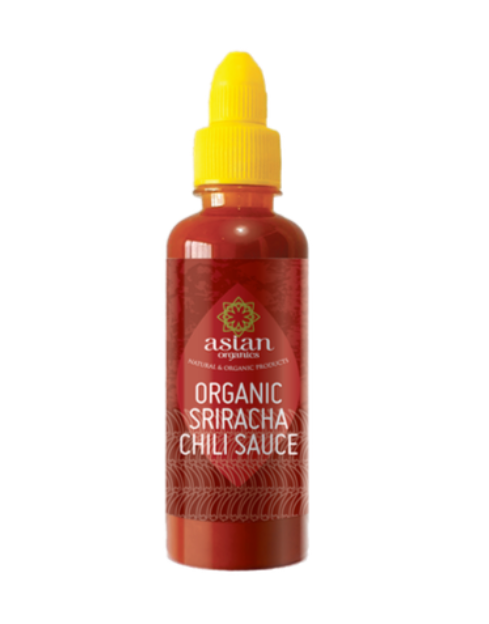 asian
organics
NATURAL & ORGANIC PRODUCTS
ORGANIC
SRIRACHA
CHILI SAUCE